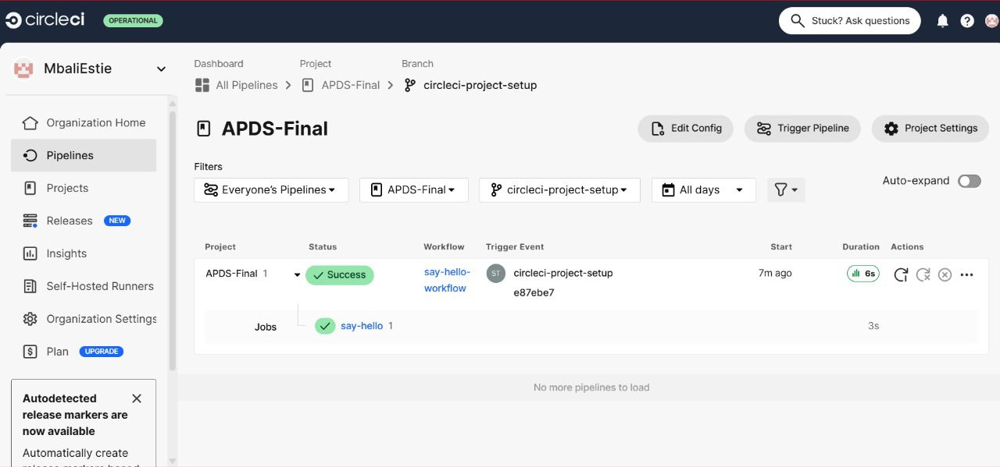 circleci OPERATIONAL Stuck? Ask questions
MbaliEstie
Organization Home
Pipelines
Projects
Releases NEW
Insights
Self-Hosted Runners
Organization Settings
Plan UPGRADE
Autodetected
release markers are
now available
Automatically create
Dashboard Project Branch
All Pipelines APDS-Final circleci-project-setup
APDS-Final
Edit Config Trigger Pipeline Project Settings
Filters
Everyone's Pipelines APDS-Final circleci-project-setup All days
Auto-expand
Project Status Workflow Trigger Event Start Duration Actions
APDS-Final 1 Success say-hello-workflow ST circleci-project-setup 7m ago 6s
e87ebe7
Jobs say-hello 1 3s
No more pipelines to load